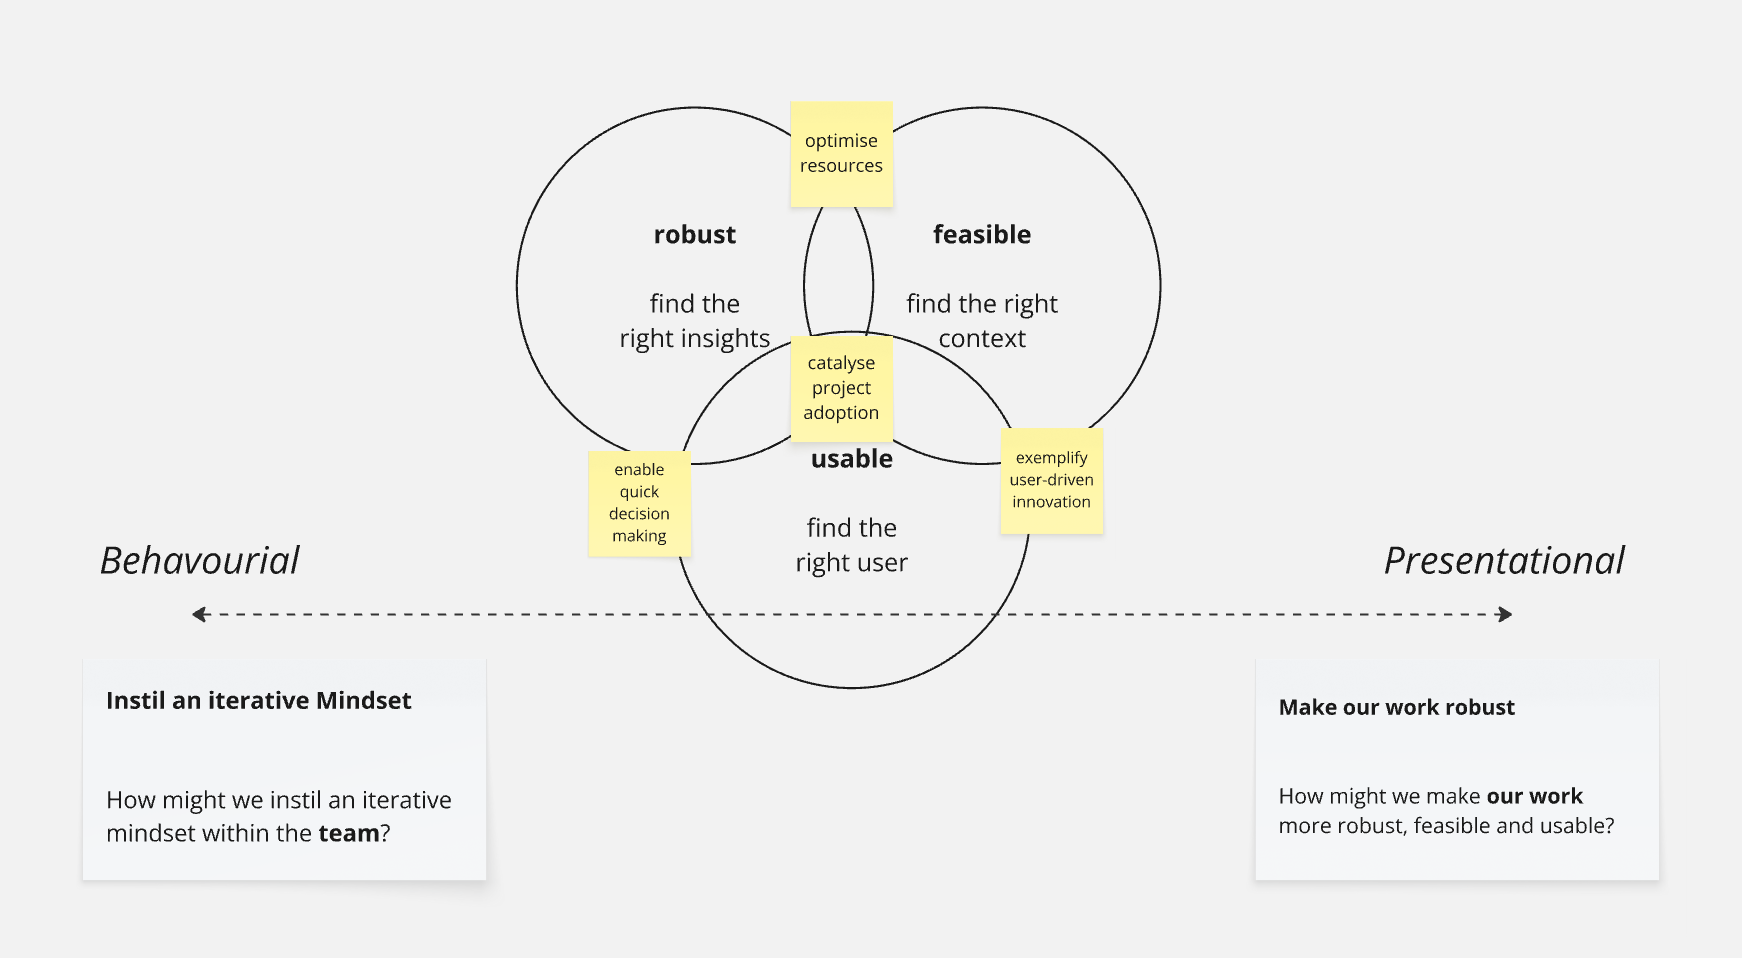 optimise
resources
robust
find the
right insights
feasible
find the right
context
catalyse
project
adoption
usable
find the
right user
enable
quick
decision
making
exemplify
user-driven
innovation
Behavourial
Presentational
Instil an iterative Mindset
How might we instil an iterative
mindset within the team?
Make our work robust
How might we make our work
more robust, feasible and usable?